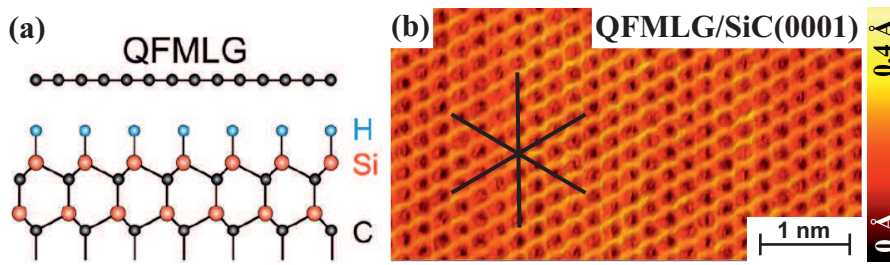 (a)
QFMLG
H
Si
C
(b)
QFMLG/SiC(0001)
1 nm
0.4 Å
0 Å